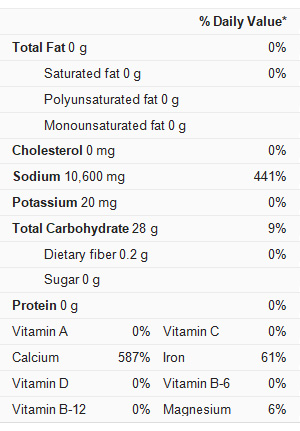 % Daily Value*
Total Fat 0 g 0%
Saturated fat 0 g 0%
Polyunsaturated fat 0 g
Monounsaturated fat 0 g
Cholesterol 0 mg 0%
Sodium 10,600 mg 441%
Potassium 20 mg 0%
Total Carbohydrate 28 g 9%
Dietary fiber 0.2 g 0%
Sugar 0 g
Protein 0 g 0%
Vitamin A 0% Vitamin C 0%
Calcium 587% Iron 61%
Vitamin D 0% Vitamin B-6 0%
Vitamin B-12 0% Magnesium 6%